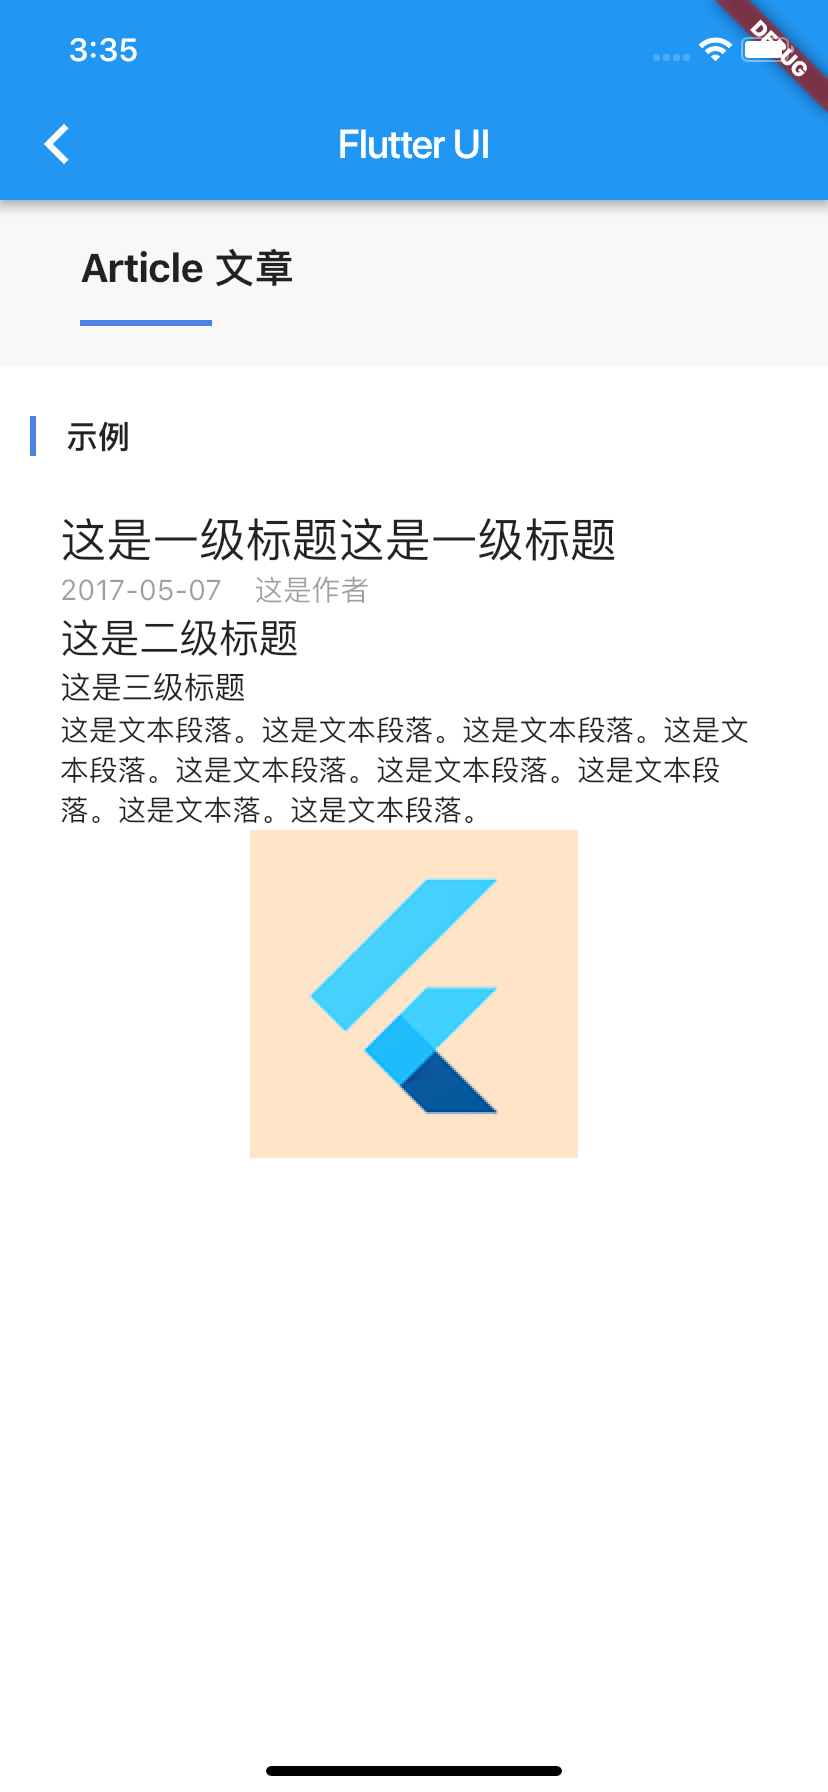 3:35
DEBUG
Flutter UI
Article 文章
示例
这是一级标题这是一级标题
2017-05-07 这是作者
这是二级标题
这是三级标题
这是文本段落。这是文本段落。这是文本段落。这是文
本段落。这是文本段落。这是文本段落。这是文本段
落。这是文本落。这是文本段落。